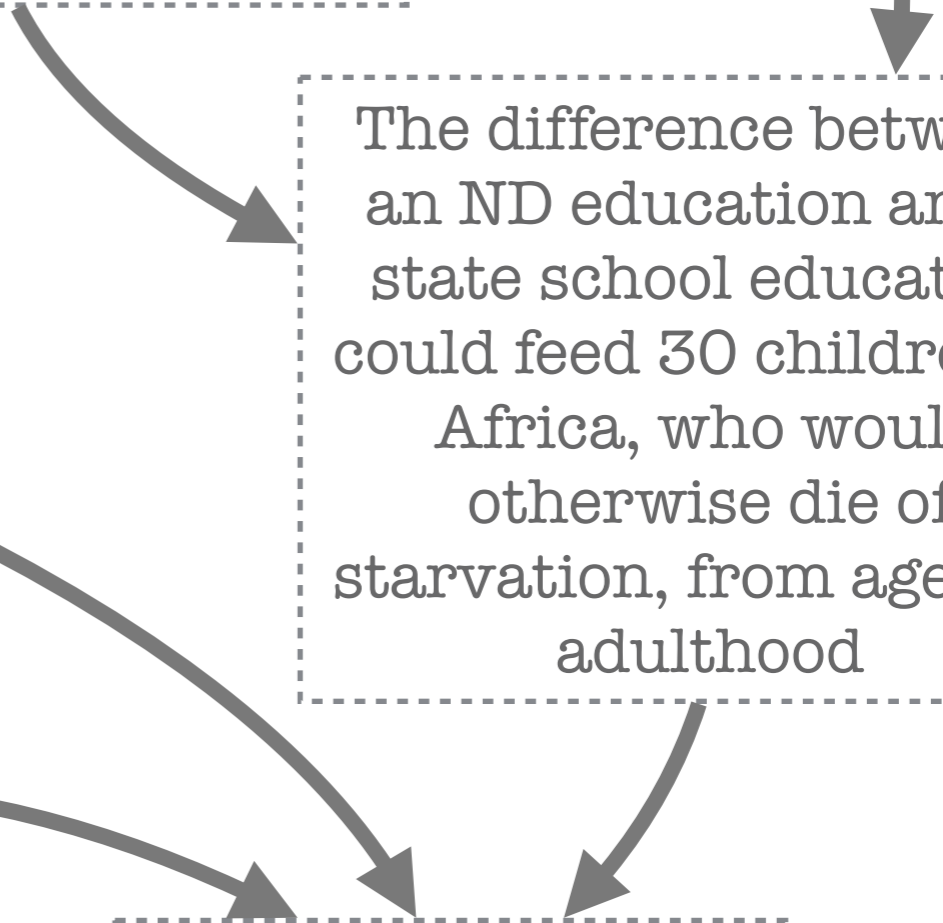 The difference betw
an ND education an
state school educat
could feed 30 childre
Africa, who woul
otherwise die of
starvation, from age
adulthood